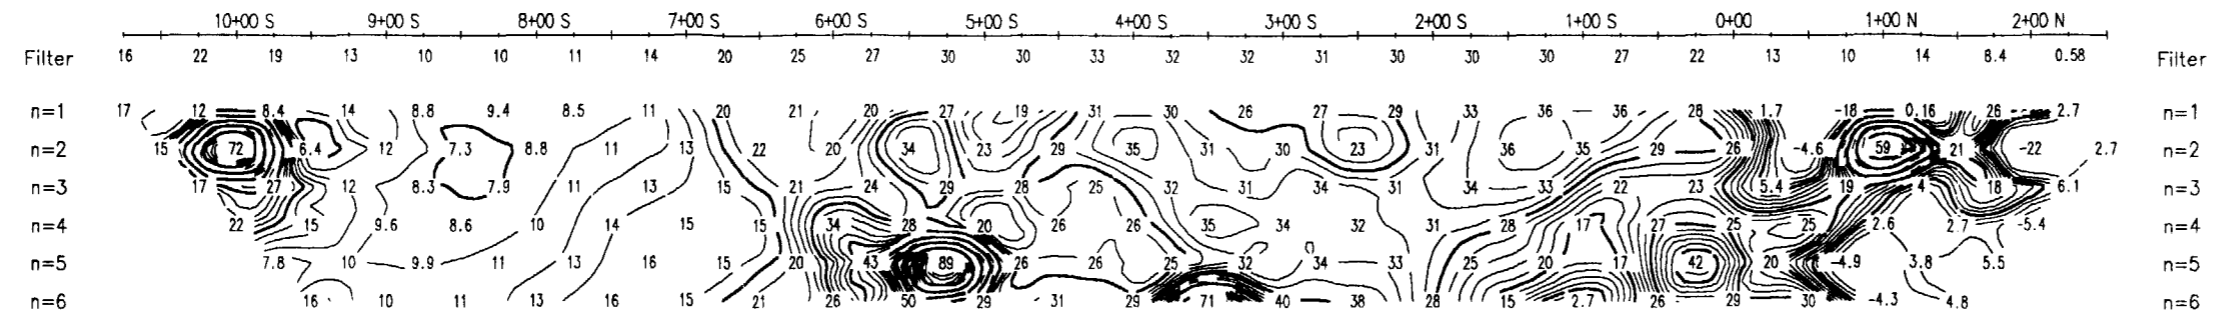 10+00 S 9+00 S 8+00 S 7+00 S 6+00 S 5+00 S 4+00 S 3+00 S 2+00 S 1+00 S 0+00 1+00 N 2+00 N
Filter 16 22 19 13 10 10 11 14 20 25 27 30 30 33 32 32 31 30 30 30 27 22 13 10 14 8.4 0.58 Filter
n=1 17 12 8.4 14 8.8 9.4 8.5 11 20 21 20 27 19 31 30 26 27 29 33 36 36 28 1.7 -18 0.16 26 2.7 n=1
n=2 15 72 6.4 12 7.3 8.8 11 13 22 20 34 23 29 35 31 30 23 31 36 35 29 26 -4.6 59 21 -22 2.7 n=2
n=3 17 27 12 8.3 7.9 11 13 15 21 24 29 28 25 32 31 34 31 34 33 22 23 5.4 19 4 18 6.1 n=3
n=4 22 15 9.6 8.6 10 14 15 15 34 28 20 26 26 35 34 32 31 28 17 27 25 25 2.6 2.7 -5.4 n=4
n=5 7.8 10 9.9 11 13 16 15 20 43 89 26 26 25 32 34 33 25 20 17 42 20 -4.9 3.8 5.5 n=5
n=6 16 10 11 13 16 15 21 26 50 29 31 29 71 40 38 28 15 2.7 26 29 30 -4.3 4.8 n=6